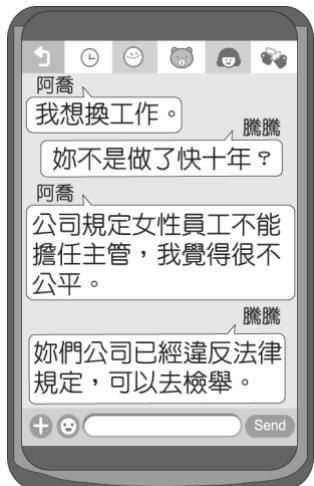 阿喬
我想換工作。
騰騰
妳不是做了快十年？
阿喬
公司規定女性員工不能
擔任主管，我覺得很不
公平。
騰騰
妳們公司已經違反法律
規定，可以去檢舉。
Send